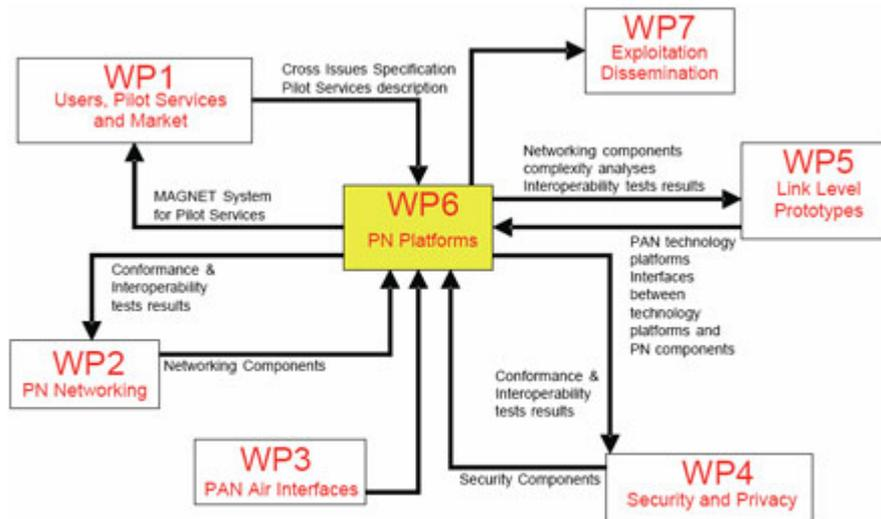 WP7
Exploitation
Dissemination
WP1
Users, Pilot Services
and Market
Cross Issues Specification
Pilot Services description
Networking components
complexity analyses
Interoperability tests results
WP5
Link Level
Prototypes
MAGNET System
for Pilot Services
WP6
PN Platforms
PAN technology
platforms
Interfaces
between
technology
platforms and
PN components
Conformance &
Interoperability
tests results
WP2
PN Networking
Networking Components
Conformance &
Interoperability
tests results
WP3
PAN Air Interfaces
Security Components
WP4
Security and Privacy